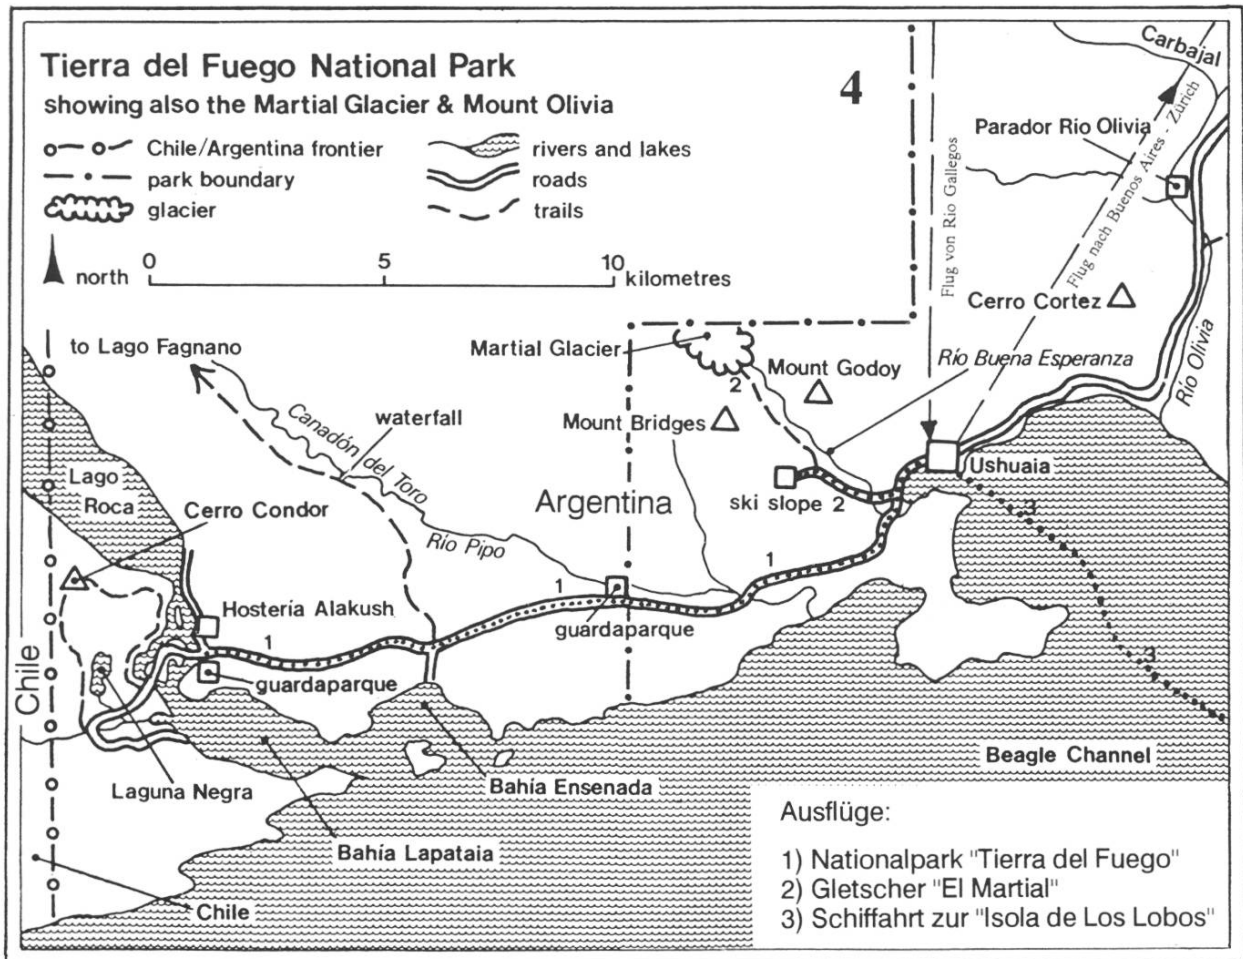 Tierra del Fuego National Park
showing also the Martial Glacier & Mount Olivia
4
Chile/Argentina frontier
park boundary
glacier
rivers and lakes
roads
trails
north
0
5
10
kilometres
Carbajal
Parador Rio Olivia
Flug von Rio Gallegos
Flug nach Buenos Aires - Zürich
Cerro Cortez
Río Olivia
to Lago Fagnano
Martial Glacier
2
Mount Godoy
Río Buena Esperanza
Canadón del Toro
waterfall
Mount Bridges
Ushuaia
Lago
Roca
Cerro Condor
Argentina
ski slope 2
3
Río Pipo
1
1
Hostería Alakush
1
guardaparque
guardaparque
3
Chile
Laguna Negra
Bahía Ensenada
Beagle Channel
Bahía Lapataia
Chile
Ausflüge:
1) Nationalpark "Tierra del Fuego"
2) Gletscher "El Martial"
3) Schiffahrt zur "Isola de Los Lobos"